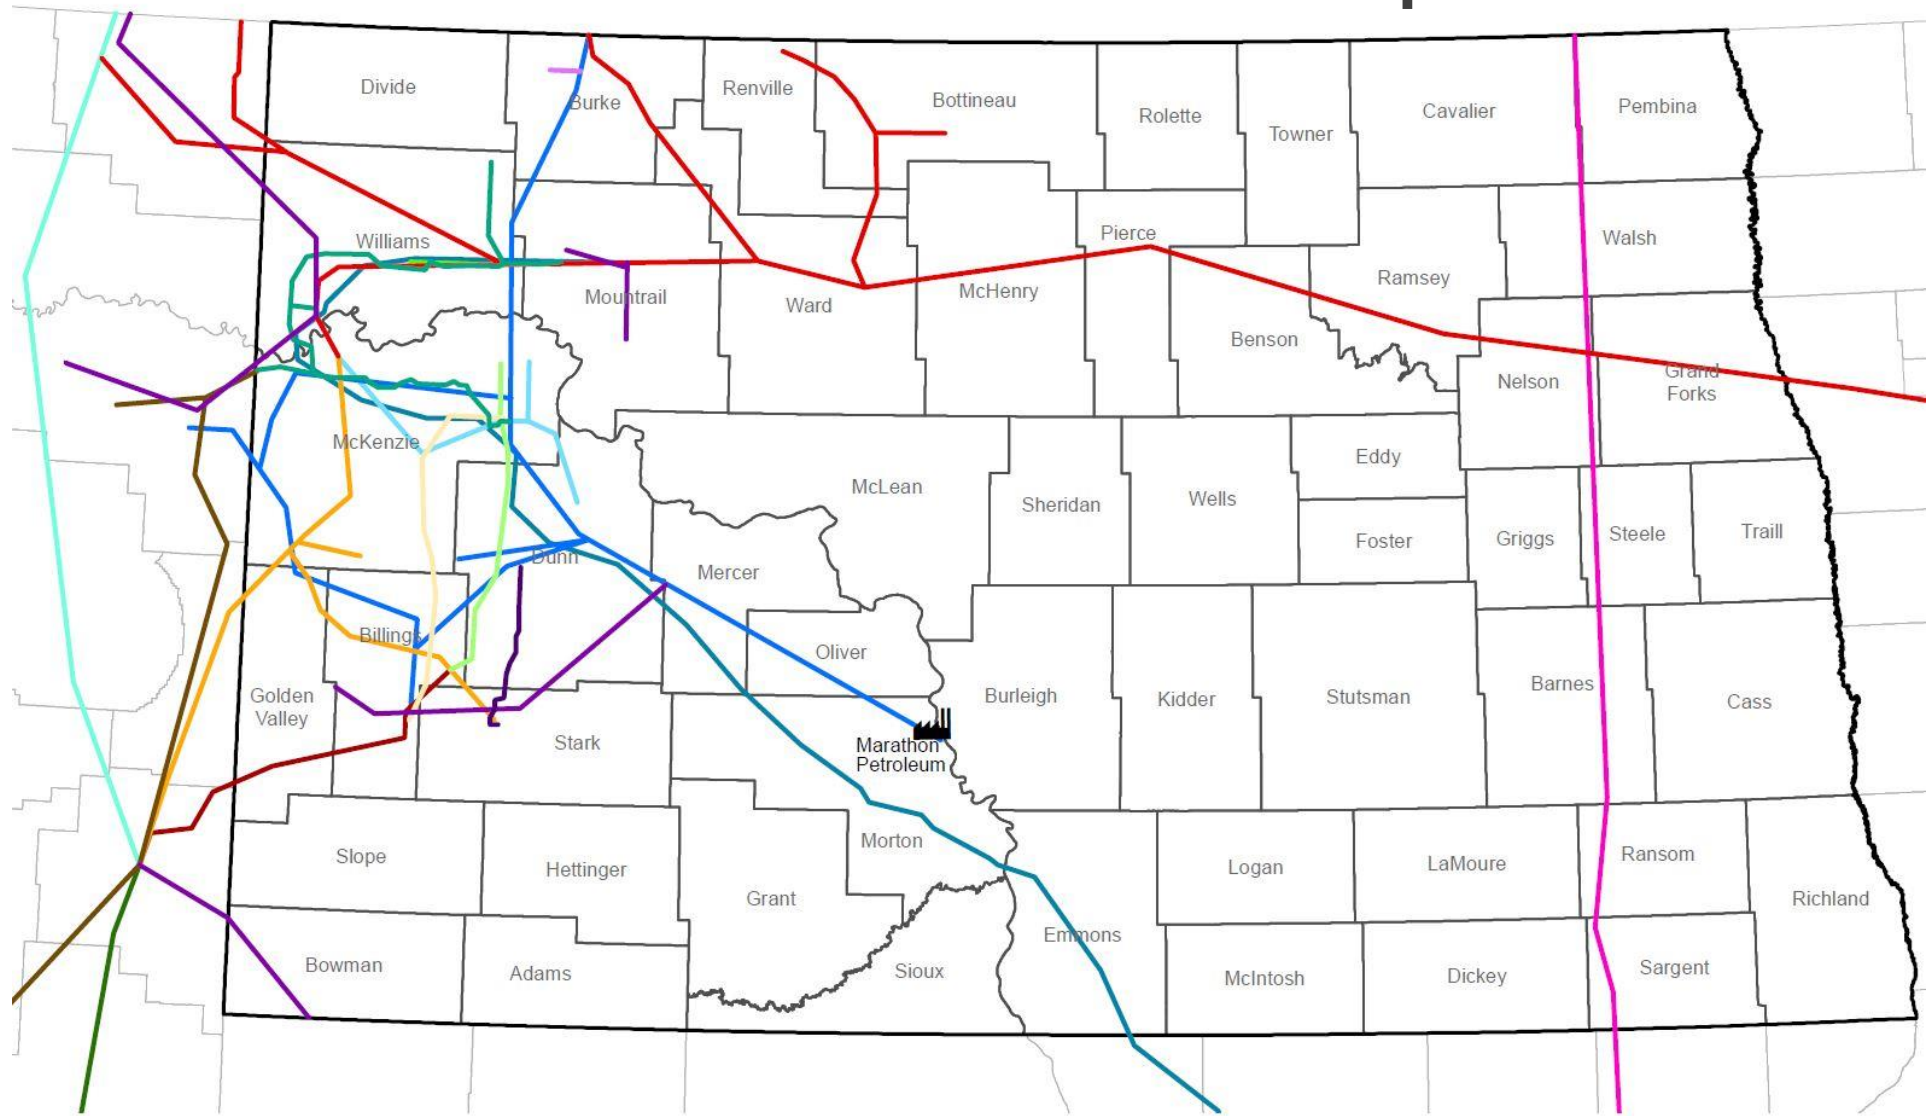 Divide
Burke
Renville
Bottineau
Rolette
Towner
Cavalier
Pembina
Williams
Mountrail
Ward
McHenry
Pierce
Benson
Ramsey
Walsh
Nelson
Grand
Forks
McKenzie
McLean
Sheridan
Wells
Eddy
Foster
Griggs
Steele
Traill
Dunn
Mercer
Oliver
Billings
Golden
Valley
Stark
Marathon
Petroleum
Burleigh
Kidder
Stutsman
Barnes
Cass
Slope
Hettinger
Grant
Morton
Emmons
Logan
LaMoure
Ransom
Richland
Bowman
Adams
Sioux
McIntosh
Dickey
Sargent